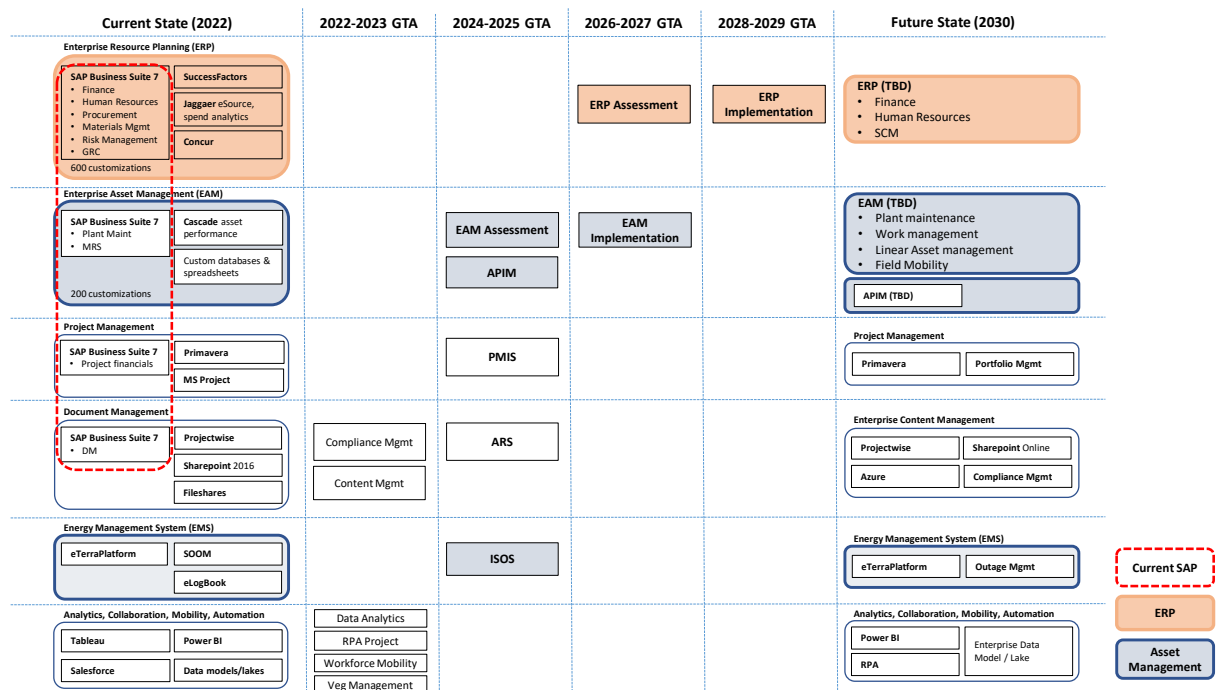 Current State (2022)
2022-2023 GTA
2024-2025 GTA
2026-2027 GTA
2028-2029 GTA
Future State (2030)
Enterprise Resource Planning (ERP)
SAP Business Suite 7
• Finance
• Human Resources
• Procurement
• Materials Mgmt
• Risk Management
• GRC
600 customizations
SuccessFactors
Jaggaer eSource,
spend analytics
Concur
ERP Assessment
ERP
Implementation
ERP (TBD)
• Finance
• Human Resources
• SCM
Enterprise Asset Management (EAM)
SAP Business Suite 7
• Plant Maint
• MRS
200 customizations
Cascade asset
performance
Custom databases &
spreadsheets
EAM Assessment
APIM
EAM
Implementation
EAM (TBD)
• Plant maintenance
• Work management
• Linear Asset management
• Field Mobility
APIM (TBD)
Project Management
SAP Business Suite 7
• Project financials
Primavera
MS Project
PMIS
Project Management
Primavera
Portfolio Mgmt
Document Management
SAP Business Suite 7
• DM
Projectwise
Sharepoint 2016
Fileshares
Compliance Mgmt
Content Mgmt
ARS
Enterprise Content Management
Projectwise
Sharepoint Online
Azure
Compliance Mgmt
Energy Management System (EMS)
eTerraPlatform
SOOM
eLogBook
ISOS
Energy Management System (EMS)
eTerraPlatform
Outage Mgmt
Analytics, Collaboration, Mobility, Automation
Tableau
Power BI
Salesforce
Data models/lakes
Data Analytics
RPA Project
Workforce Mobility
Veg Management
Analytics, Collaboration, Mobility, Automation
Power BI
RPA
Enterprise Data
Model / Lake
Current SAP
ERP
Asset
Management